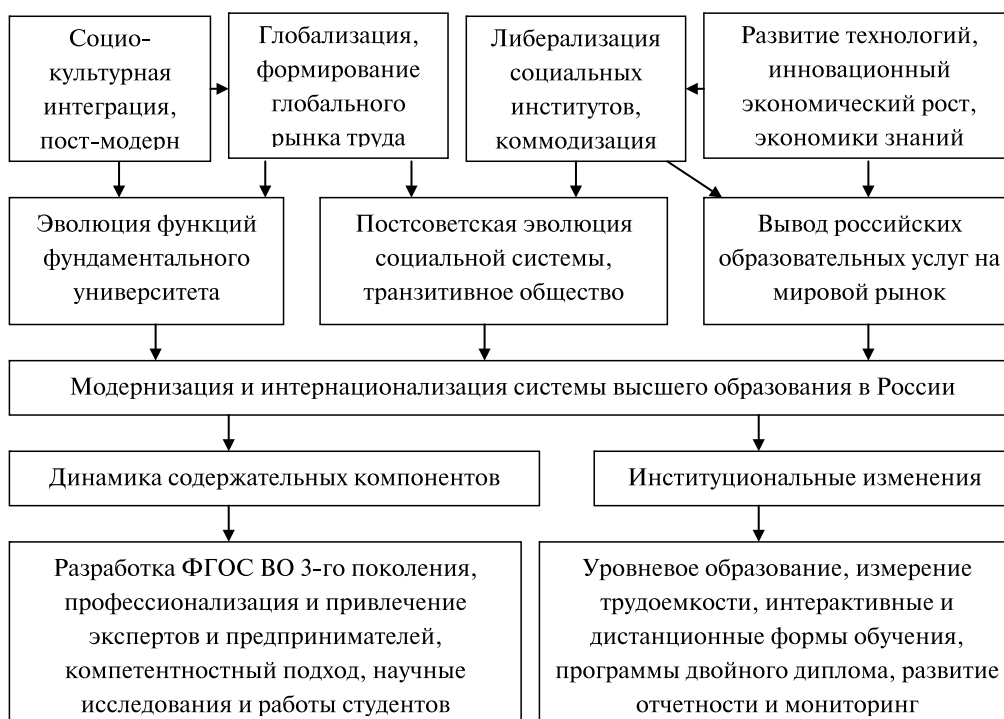 Социо-
культурная
интеграция,
пост-модерн
Глобализация,
формирование
глобального
рынка труда
Либерализация
социальных
институтов,
коммодизация
Развитие технологий,
инновационный
экономический рост,
экономики знаний
Эволюция функций
фундаментального
университета
Постсоветская эволюция
социальной системы,
транзитивное общество
Вывод российских
образовательных услуг на
мировой рынок
Модернизация и интернационализация системы высшего образования в России
Динамика содержательных компонентов
Институциональные изменения
Разработка ФГОС ВО 3-го поколения,
профессионализация и привлечение
экспертов и предпринимателей,
компетентностный подход, научные
исследования и работы студентов
Уровневое образование, измерение
трудоемкости, интерактивные и
дистанционные формы обучения,
программы двойного диплома, развитие
отчетности и мониторинг